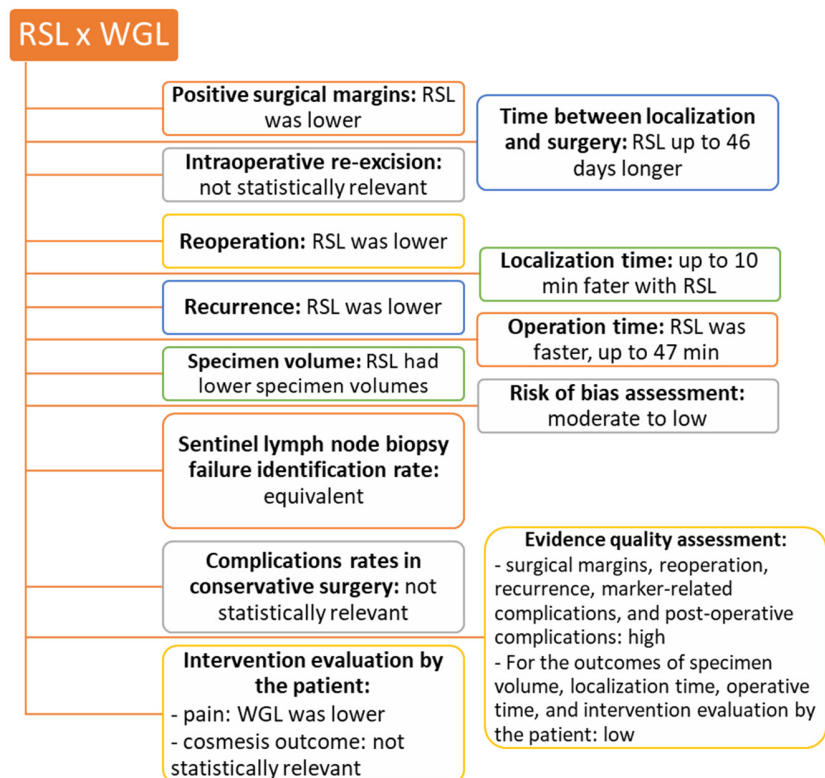 RSL x WGL
Positive surgical margins: RSL
was lower
Time between localization
and surgery: RSL up to 46
days longer
Intraoperative re-excision:
not statistically relevant
Reoperation: RSL was lower
Localization time: up to 10
min fater with RSL
Recurrence: RSL was lower
Operation time: RSL was
faster, up to 47 min
Specimen volume: RSL had
lower specimen volumes
Risk of bias assessment:
moderate to low
Sentinel lymph node biopsy
failure identification rate:
equivalent
Complications rates in
conservative surgery: not
statistically relevant
Evidence quality assessment:
- surgical margins, reoperation,
recurrence, marker-related
complications, and post-operative
complications: high
- For the outcomes of specimen
volume, localization time, operative
time, and intervention evaluation by
the patient: low
Intervention evaluation by
the patient:
- pain: WGL was lower
- cosmesis outcome: not
statistically relevant